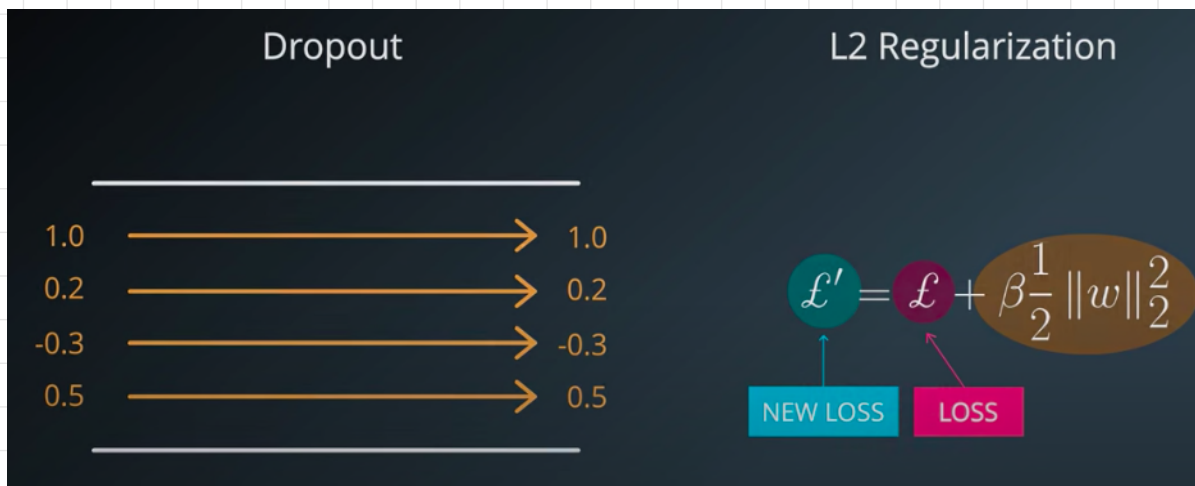 Dropout
1.0 1.0
0.2 0.2
-0.3 -0.3
0.5 0.5
L2 Regularization
£′ = £ + β 1/2 ‖w‖₂²
NEW LOSS LOSS